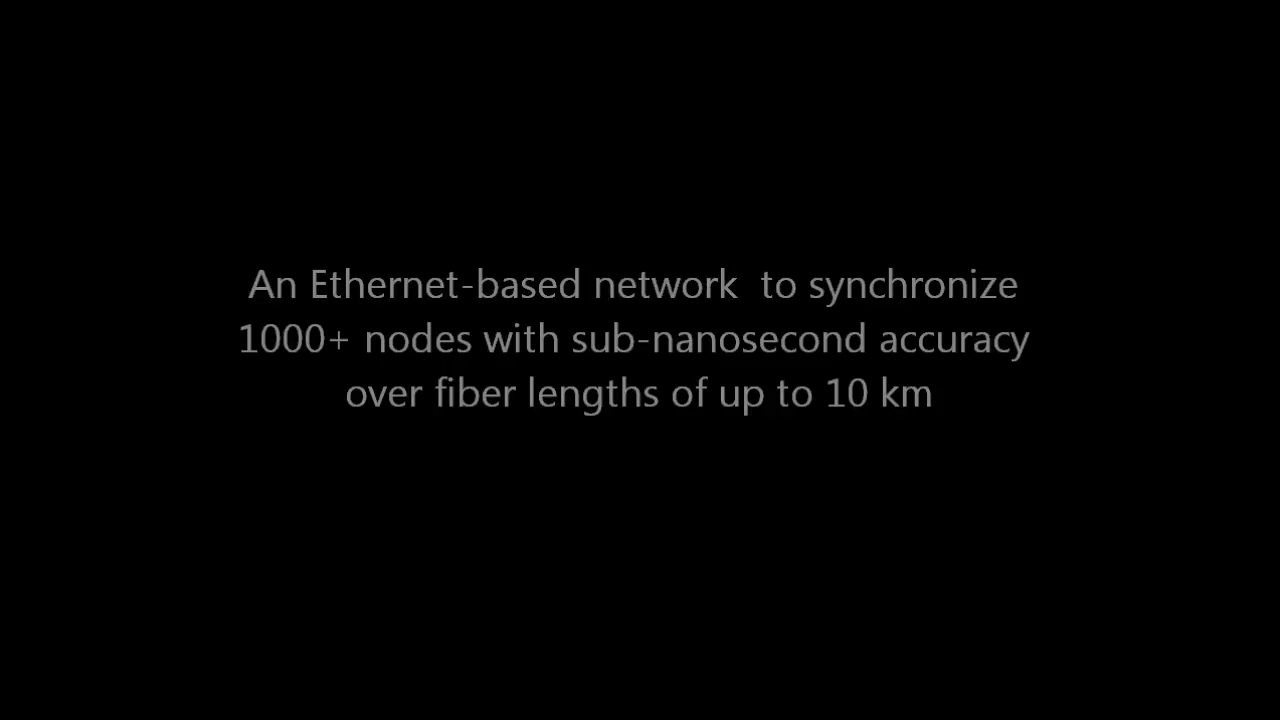 An Ethernet-based network  to synchronize
1000+ nodes with sub-nanosecond accuracy
over fiber lengths of up to 10 km